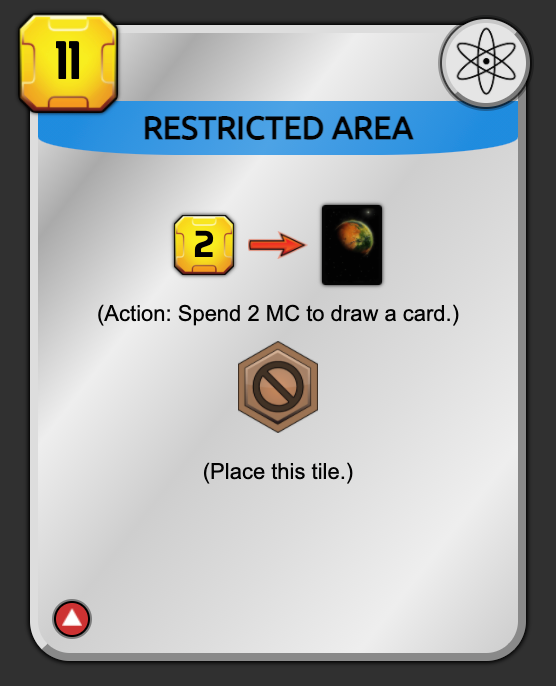 11
RESTRICTED AREA
2
(Action: Spend 2 MC to draw a card.)
(Place this tile.)